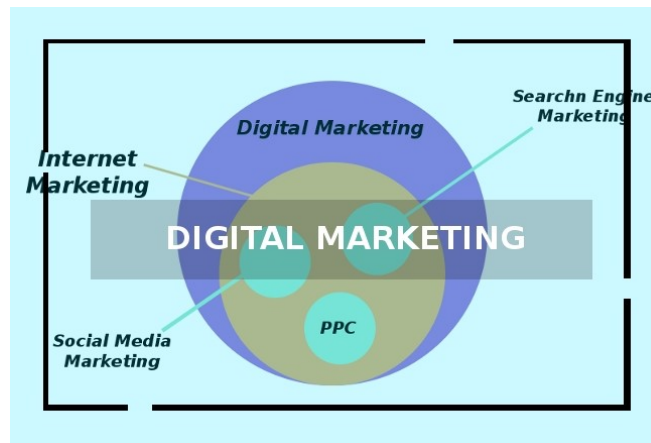 Digital Marketing
Searchn Engine
Marketing
Internet
Marketing
DIGITAL MARKETING
Social Media
Marketing
PPC